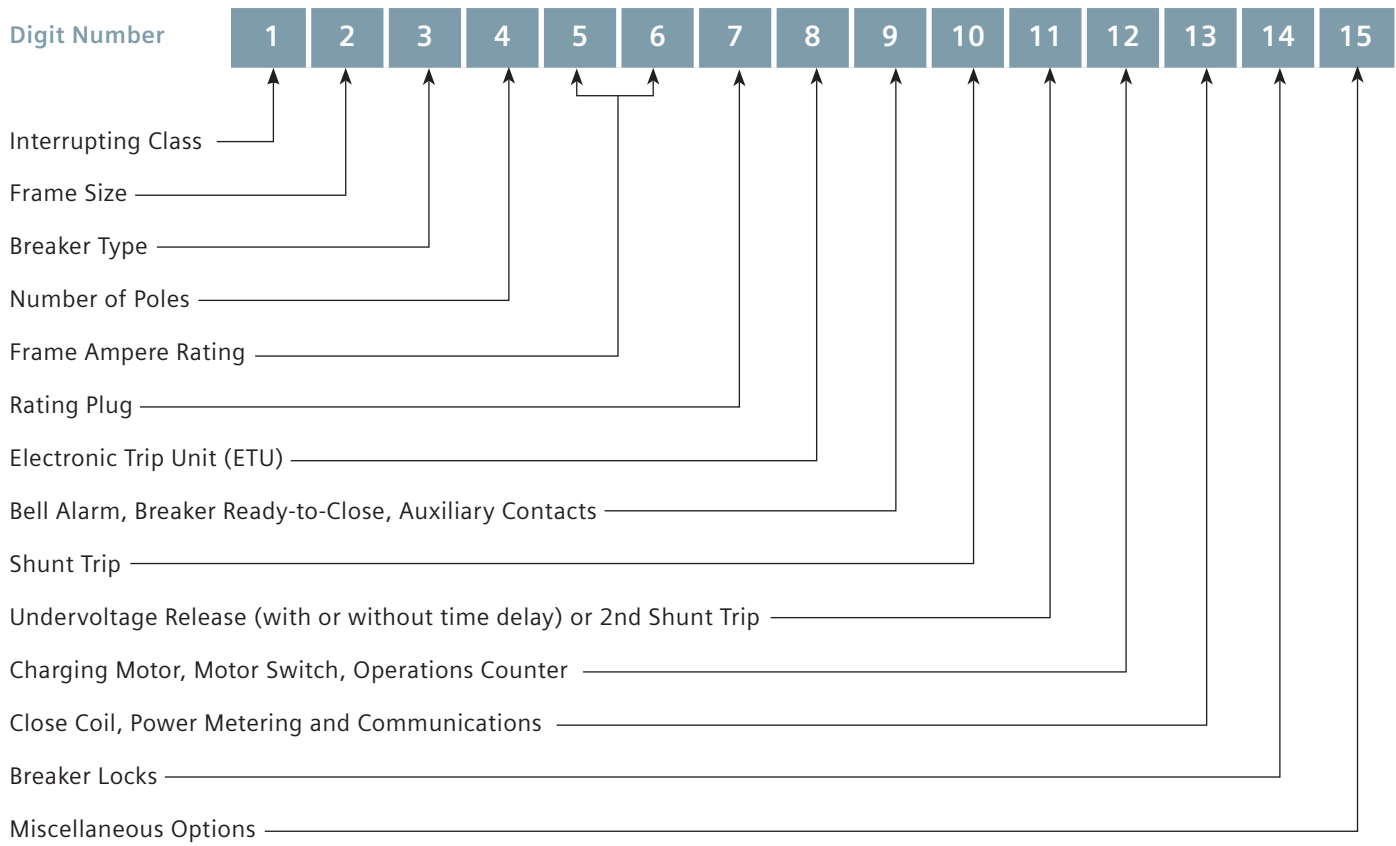 Digit Number 1 2 3 4 5 6 7 8 9 10 11 12 13 14 15
Interrupting Class
Frame Size
Breaker Type
Number of Poles
Frame Ampere Rating
Rating Plug
Electronic Trip Unit (ETU)
Bell Alarm, Breaker Ready-to-Close, Auxiliary Contacts
Shunt Trip
Undervoltage Release (with or without time delay) or 2nd Shunt Trip
Charging Motor, Motor Switch, Operations Counter
Close Coil, Power Metering and Communications
Breaker Locks
Miscellaneous Options